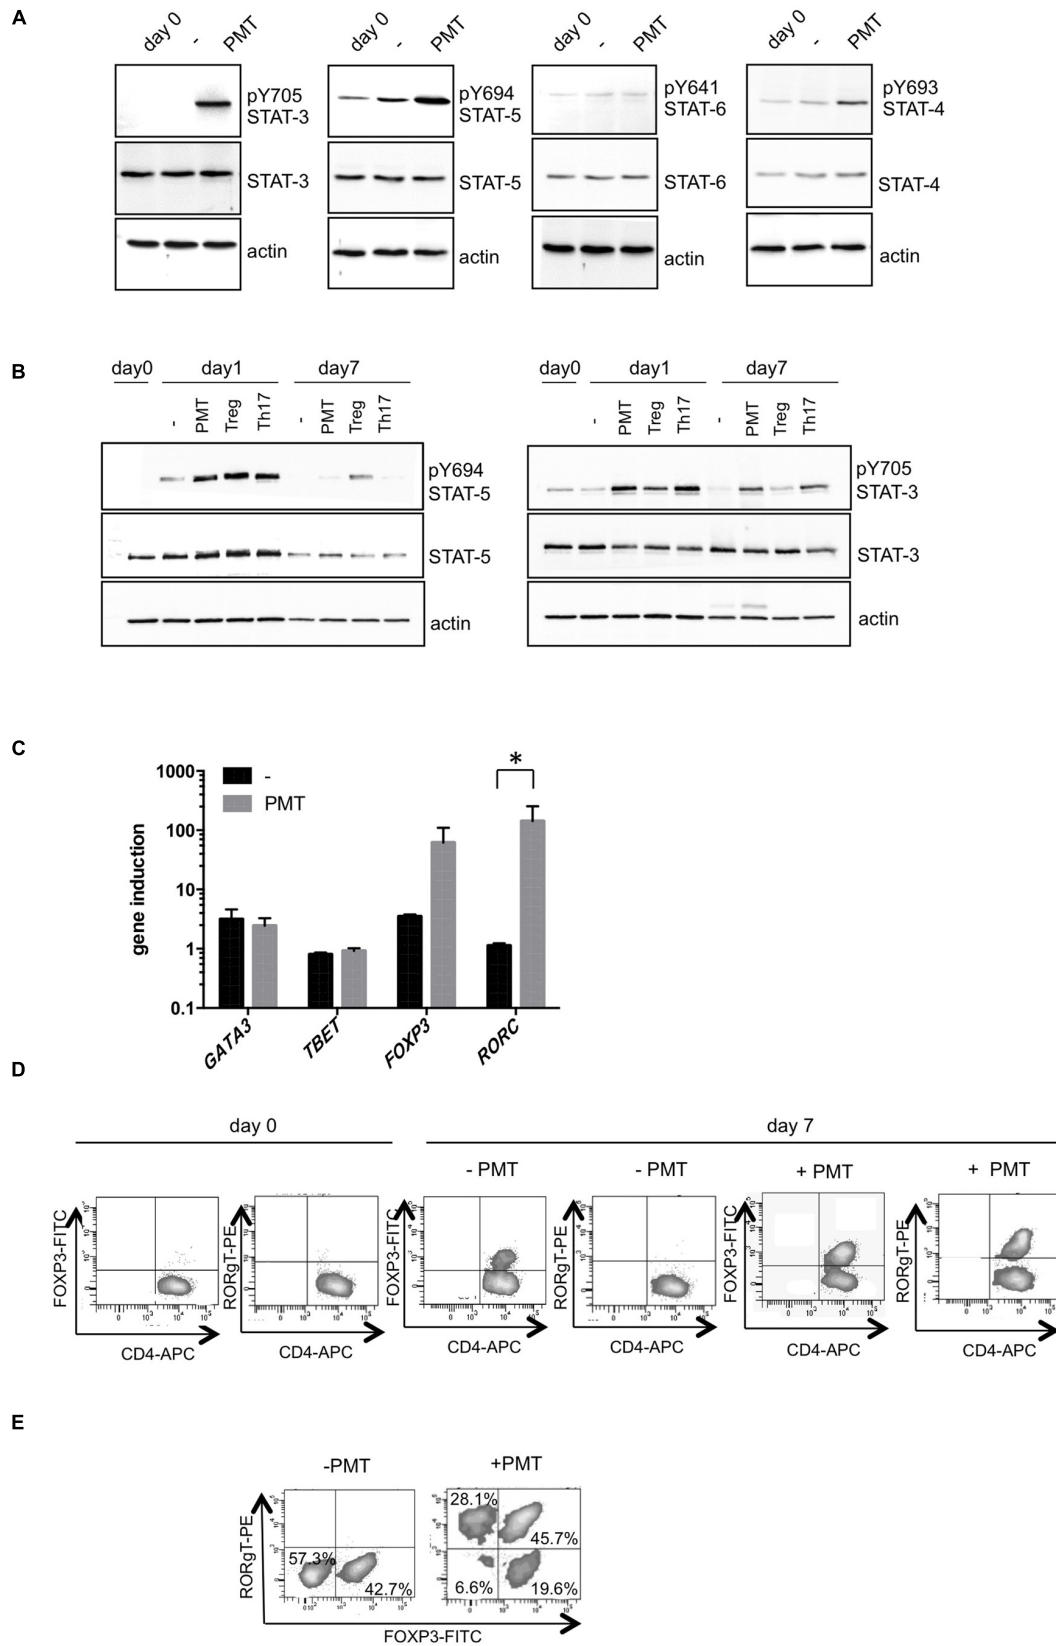 A
day 0 - PMT
day 0 - PMT
day 0 - PMT
day 0 - PMT
pY705
STAT-3
pY694
STAT-5
pY641
STAT-6
pY693
STAT-4
STAT-3
STAT-5
STAT-6
STAT-4
actin
actin
actin
actin
B
day0 day1 day7
day0 day1 day7
- PMT Treg Th17 - PMT Treg Th17
- PMT Treg Th17 - PMT Treg Th17
pY694
STAT-5
pY705
STAT-3
STAT-5
STAT-3
actin
actin
C
*
-
PMT
gene induction
1000
100
10
1
0.1
GATA3 TBET FOXP3 RORC
D
day 0 day 7
- PMT - PMT + PMT + PMT
FOXP3-FITC
RORgT-PE
FOXP3-FITC
RORgT-PE
FOXP3-FITC
RORgT-PE
CD4-APC CD4-APC CD4-APC CD4-APC CD4-APC CD4-APC
E
-PMT +PMT
RORgT-PE
57.3%
42.7%
28.1%
45.7%
6.6%
19.6%
FOXP3-FITC